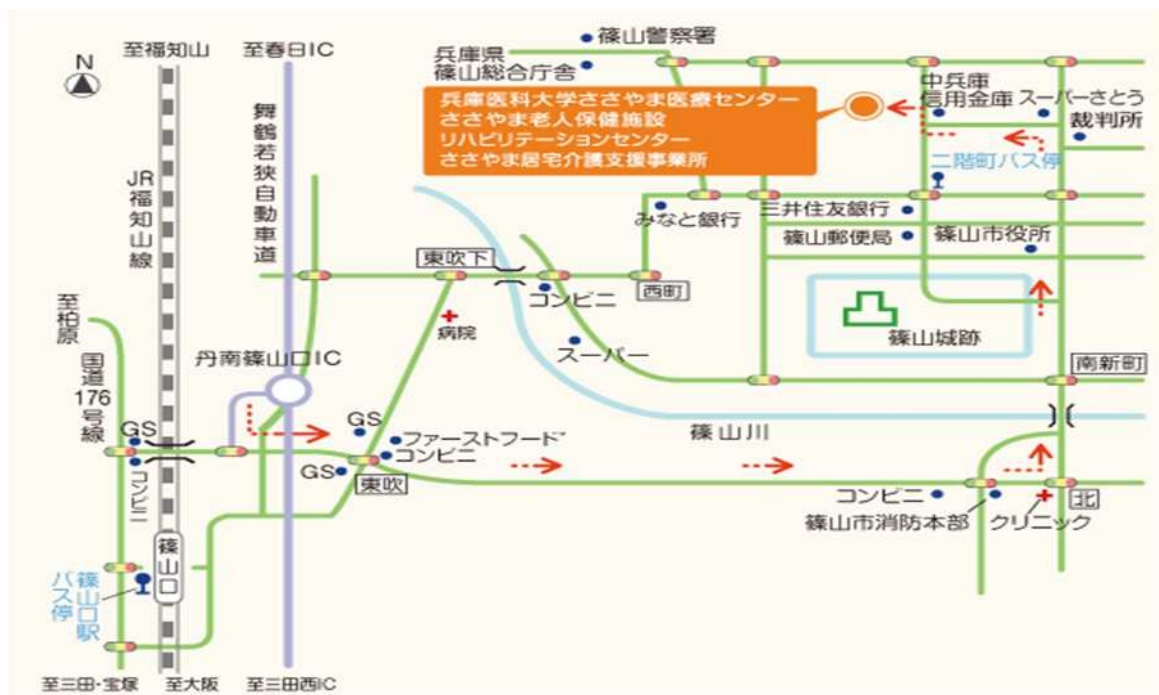 至福知山
至春日IC
N
兵庫県
篠山総合庁舎
篠山警察署
中兵庫
信用金庫
スーパーさとう
裁判所
兵庫医科大学ささやま医療センター
ささやま老人保健施設
リハビリテーションセンター
ささやま居宅介護支援事業所
舞鶴若狭自動車道
JR福知山線
二階町バス停
みなと銀行
三井住友銀行
篠山郵便局
篠山市役所
東吹下
西町
コンビニ
至柏原
病院
スーパー
篠山城跡
丹南篠山口IC
南新町
国道176号線
GS
コンビニ
GS
ファーストフード
コンビニ
GS
東吹
篠山川
コンビニ
篠山市消防本部
クリニック
北
篠山口
篠山口駅
バス停
至三田・宝塚
至大阪
至三田西IC